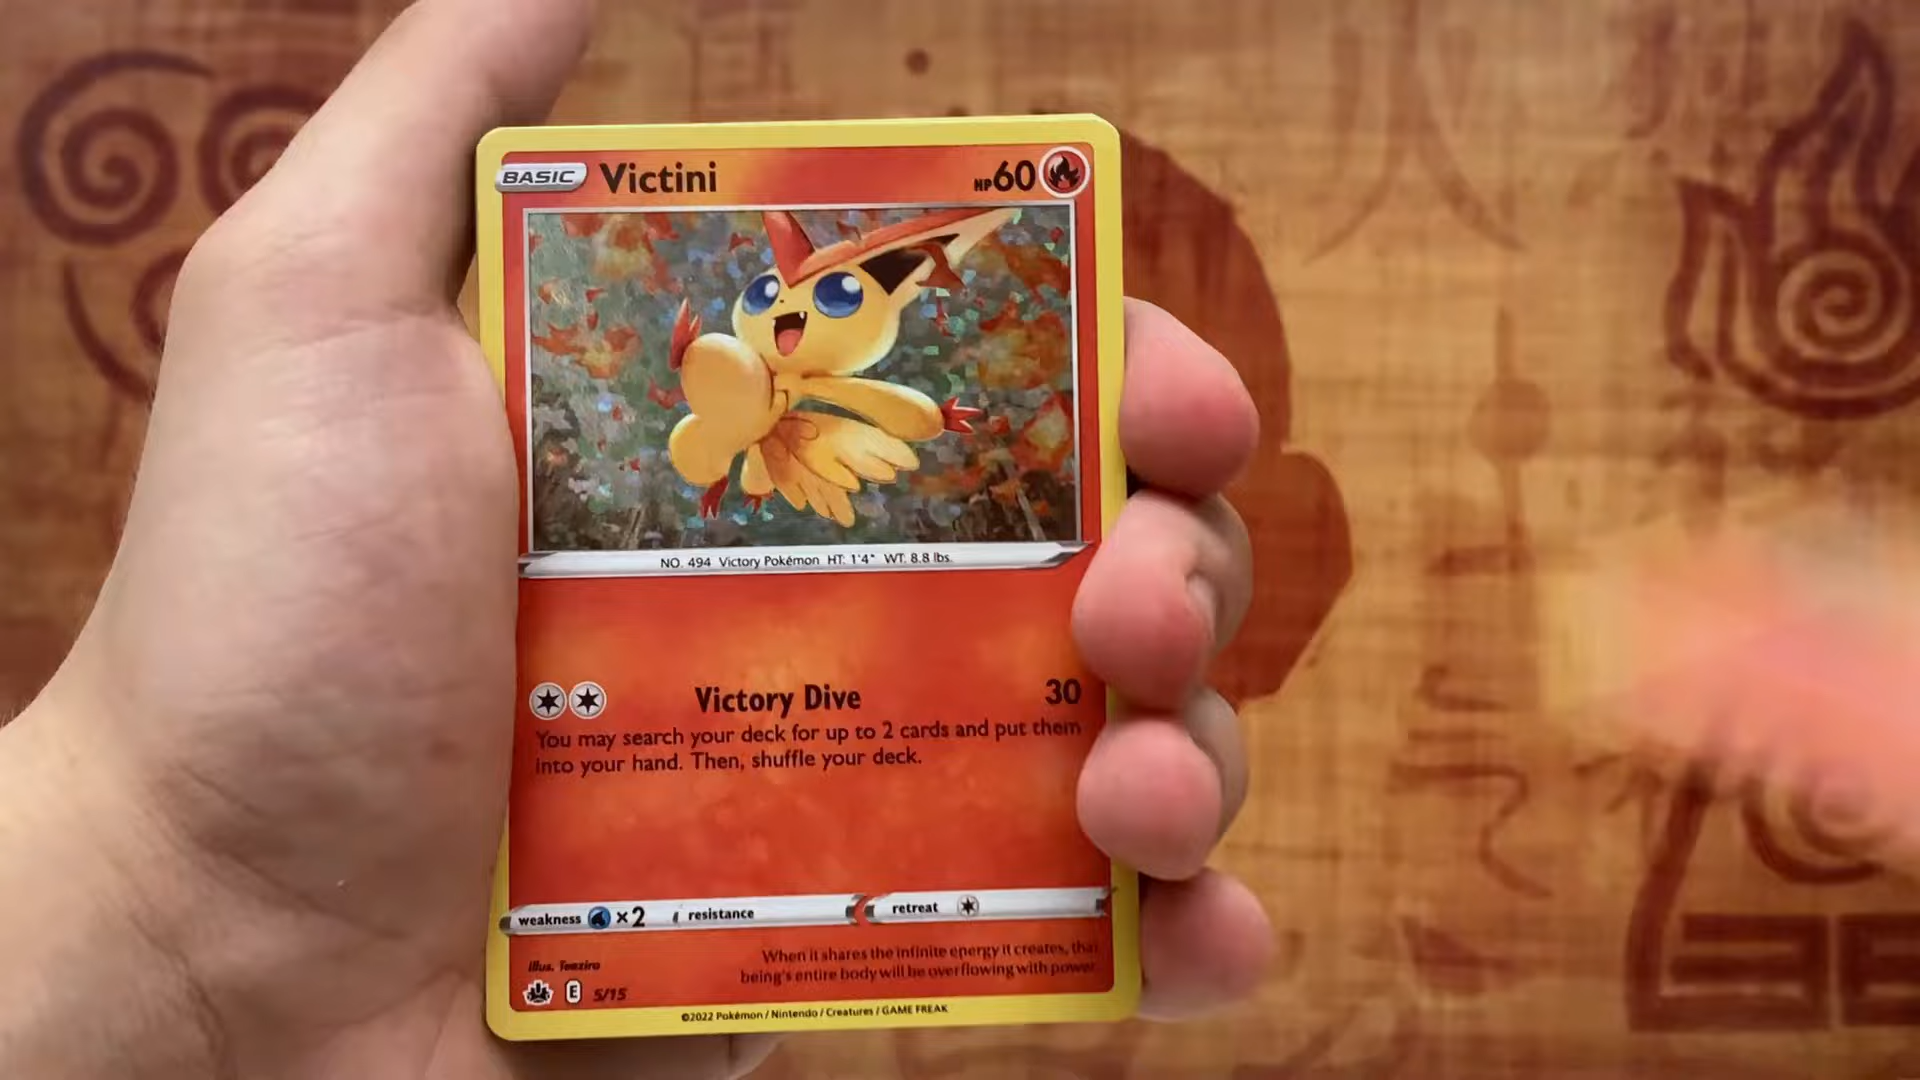 BASIC Victini HP60
NO. 494 Victory Pokémon HT: 1'4" WT: 8.8 lbs.
Victory Dive 30
You may search your deck for up to 2 cards and put them
into your hand. Then, shuffle your deck.
weakness ×2 resistance retreat
When it shares the infinite energy it creates, that
being's entire body will be overflowing with power.
Illus. Tonziro
E 5/15
©2022 Pokémon / Nintendo / Creatures / GAME FREAK